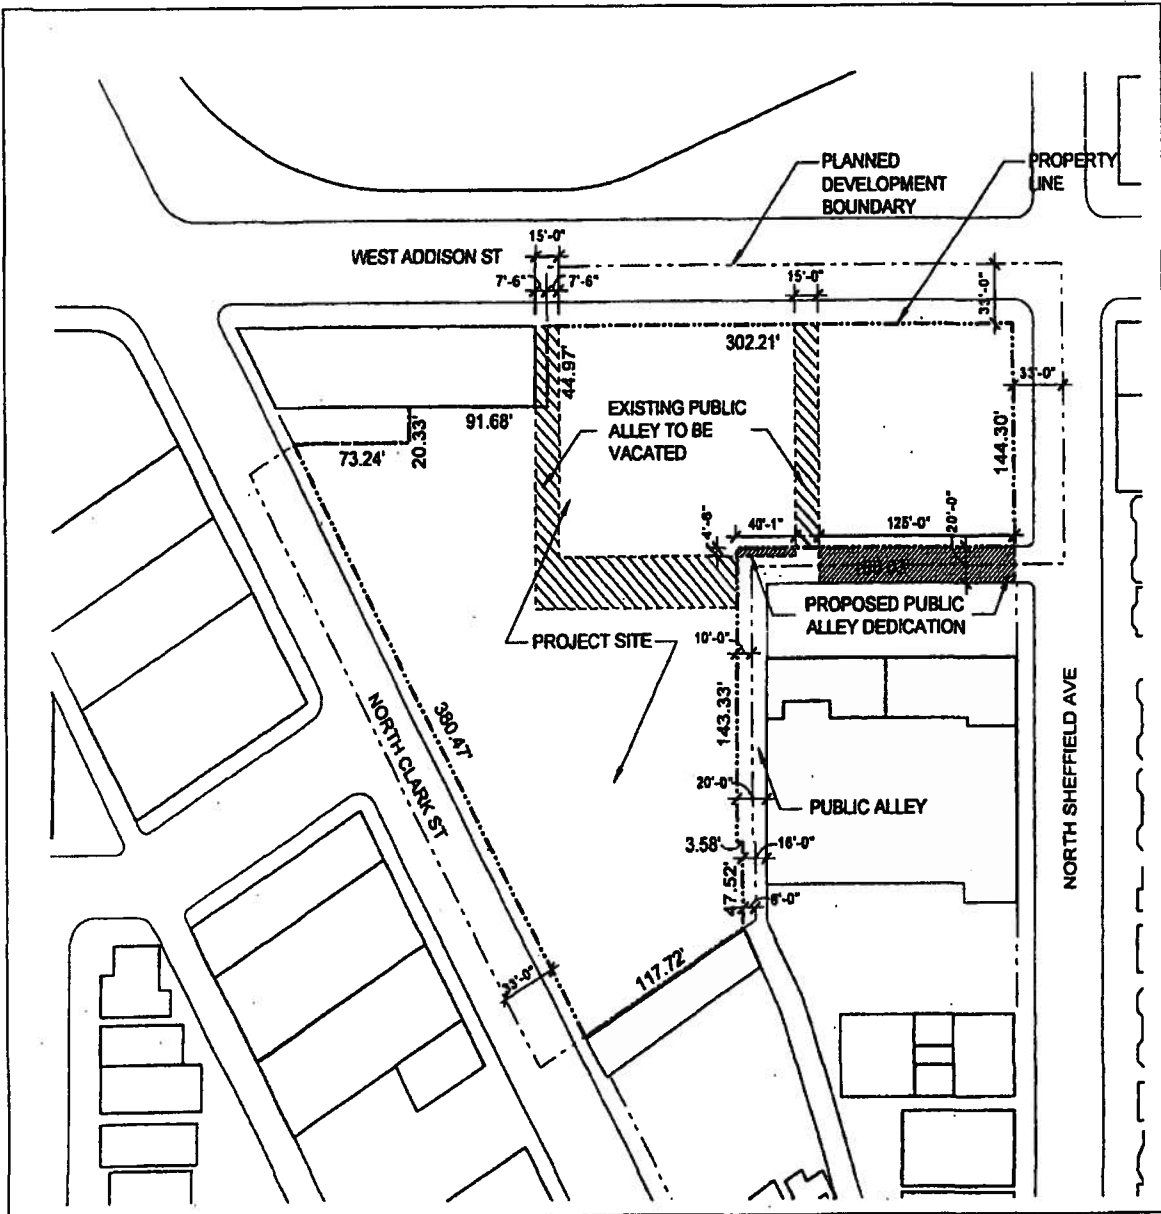 PLANNED
DEVELOPMENT
BOUNDARY
PROPERTY
LINE
WEST ADDISON ST
15'-0"
7'-6"
7'-6"
15'-0"
33'-0"
302.21'
44.97'
33'-0"
91.68'
20.33'
73.24'
EXISTING PUBLIC
ALLEY TO BE
VACATED
144.30'
4'-6"
40'-1"
125'-0"
20'-0"
PROPOSED PUBLIC
ALLEY DEDICATION
PROJECT SITE
10'-0"
143.33'
NORTH CLARK ST
380.47'
20'-0"
PUBLIC ALLEY
3.58'
16'-0"
47.52'
6'-0"
NORTH SHEFFIELD AVE
33'-0"
117.72'